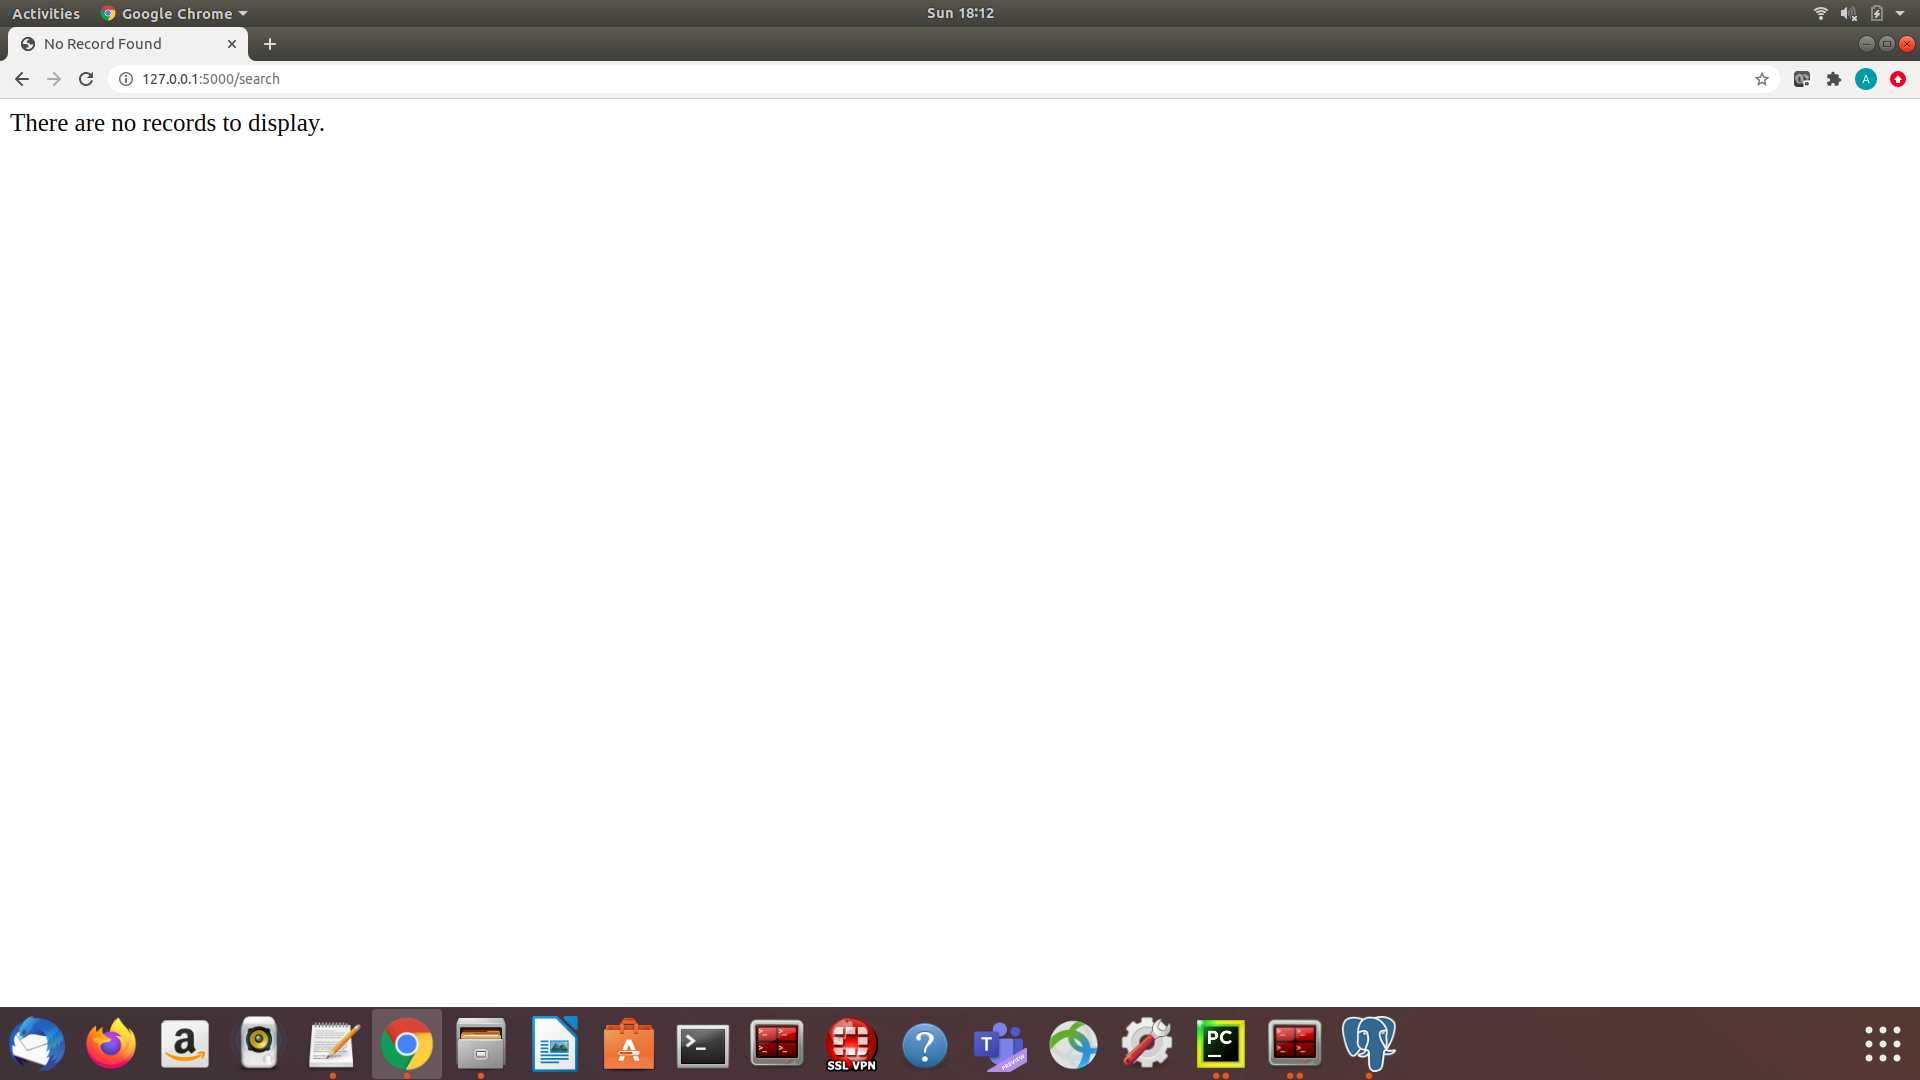 Activities
Google Chrome
Sun 18:12
No Record Found
127.0.0.1:5000/search
A
There are no records to display.
a
A
>_
SSL VPN
?
T
PREVIEW
PC